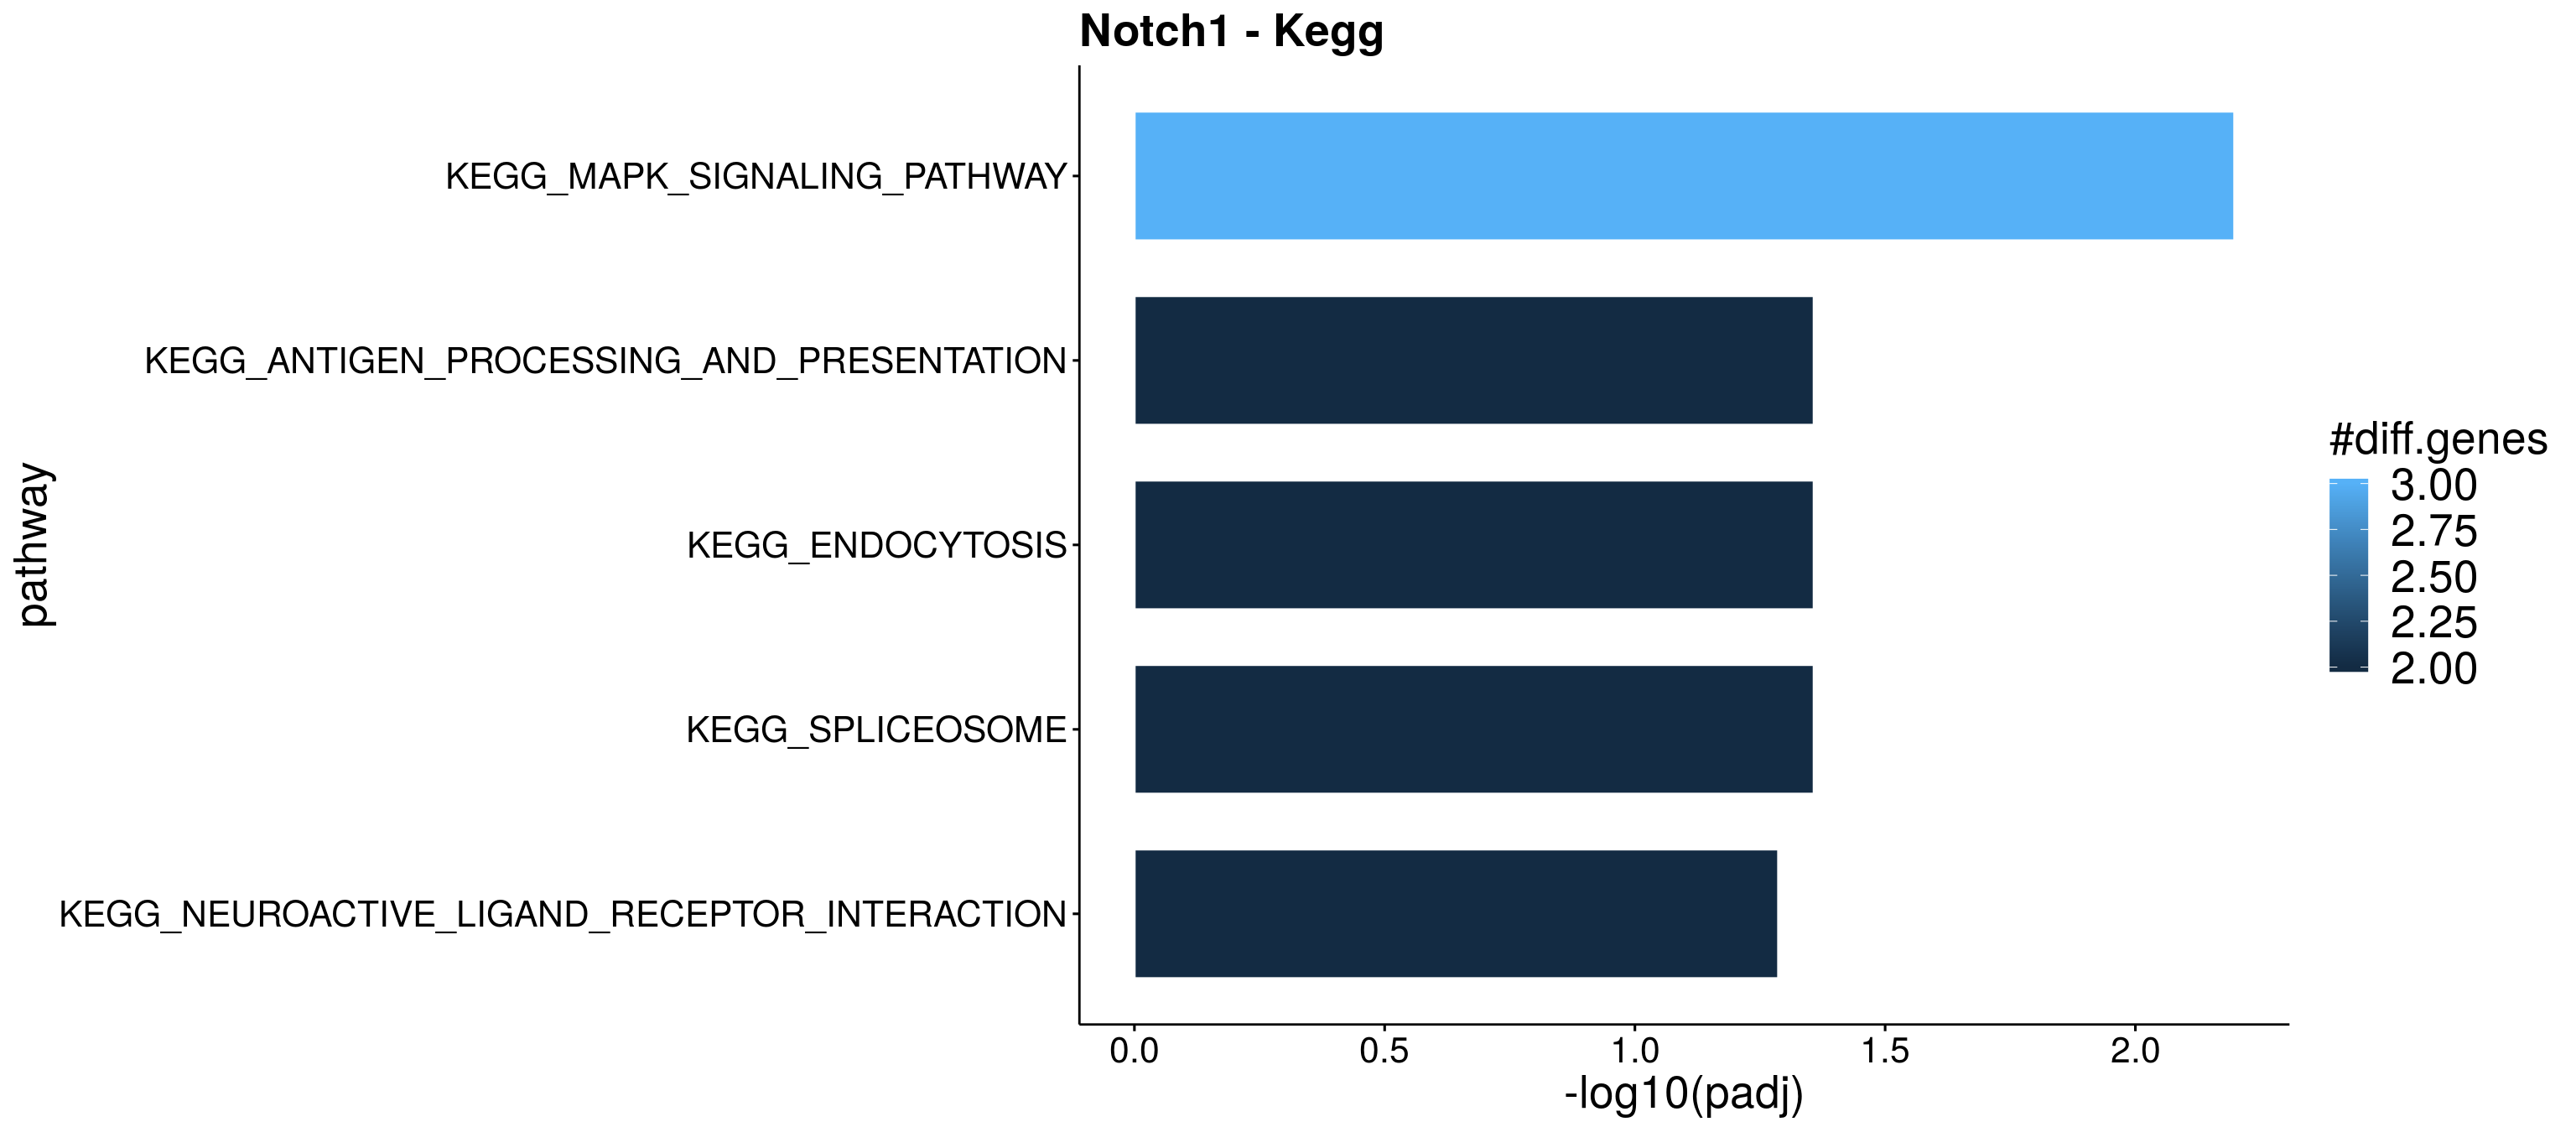 Notch1 - Kegg
pathway
KEGG_MAPK_SIGNALING_PATHWAY
KEGG_ANTIGEN_PROCESSING_AND_PRESENTATION
KEGG_ENDOCYTOSIS
KEGG_SPLICEOSOME
KEGG_NEUROACTIVE_LIGAND_RECEPTOR_INTERACTION
0.0 0.5 1.0 1.5 2.0
-log10(padj)
#diff.genes
3.00
2.75
2.50
2.25
2.00